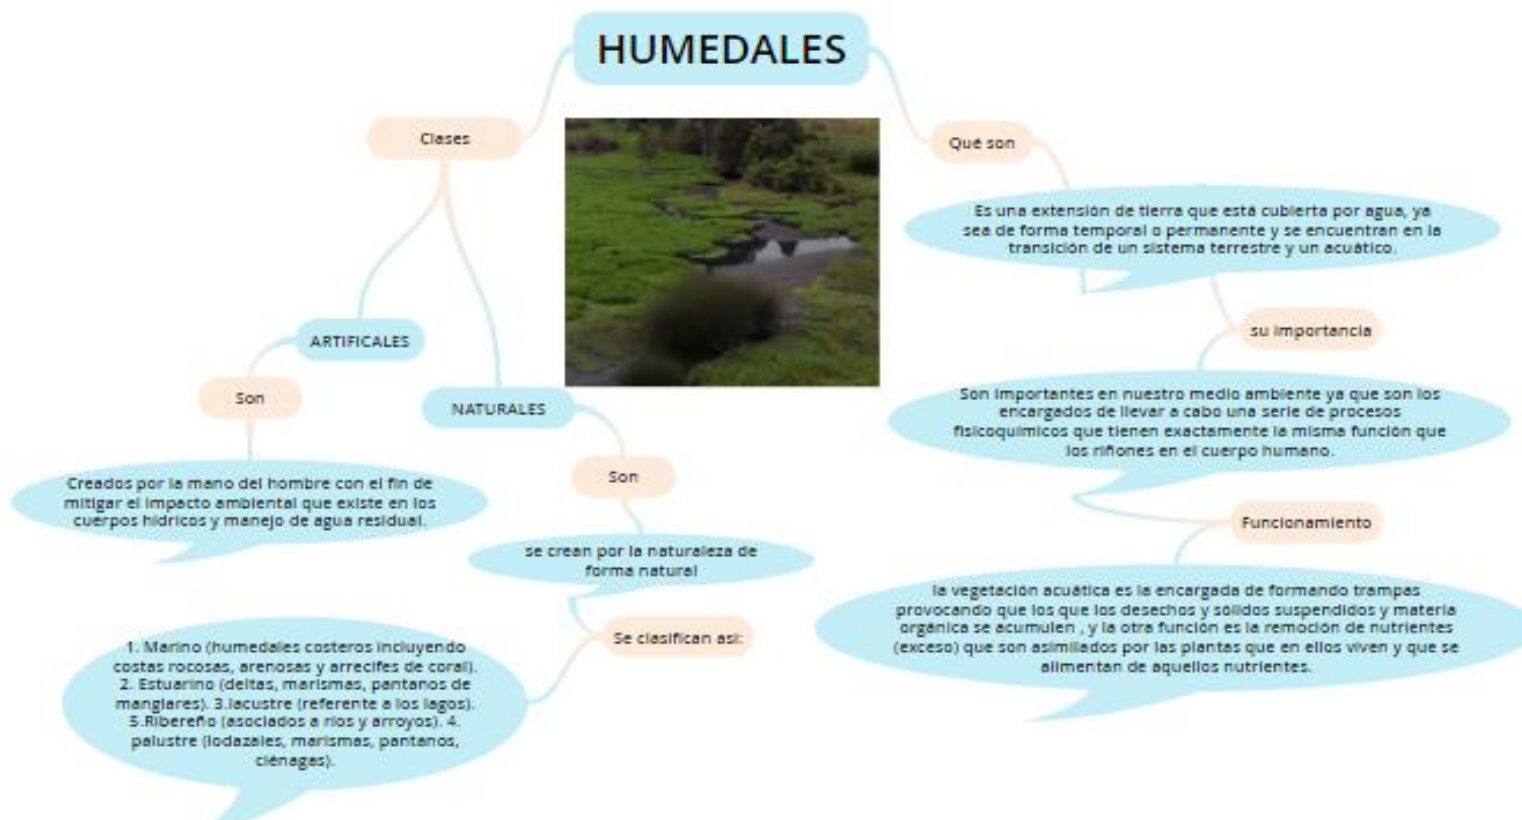 HUMEDALES
Clases
ARTIFICALES
Son
Creados por la mano del hombre con el fin de
mitigar el impacto ambiental que existe en los
cuerpos hídricos y manejo de agua residual.
NATURALES
Son
se crean por la naturaleza de
forma natural
Se clasifican así:
1. Marino (humedales costeros incluyendo
costas rocosas, arenosas y arrecifes de coral).
2. Estuarino (deltas, marismas, pantanos de
manglares). 3.lacustre (referente a los lagos).
5.Ribereño (asociados a ríos y arroyos). 4.
palustre (lodazales, marismas, pantanos,
ciénagas).
Qué son
Es una extensión de tierra que está cubierta por agua, ya
sea de forma temporal o permanente y se encuentran en la
transición de un sistema terrestre y un acuático.
su importancia
Son importantes en nuestro medio ambiente ya que son los
encargados de llevar a cabo una serie de procesos
fisicoquímicos que tienen exactamente la misma función que
los riñones en el cuerpo humano.
Funcionamiento
la vegetación acuática es la encargada de formando trampas
provocando que los que los desechos y sólidos suspendidos y materia
orgánica se acumulen , y la otra función es la remoción de nutrientes
(exceso) que son asimilados por las plantas que en ellos viven y que se
alimentan de aquellos nutrientes.